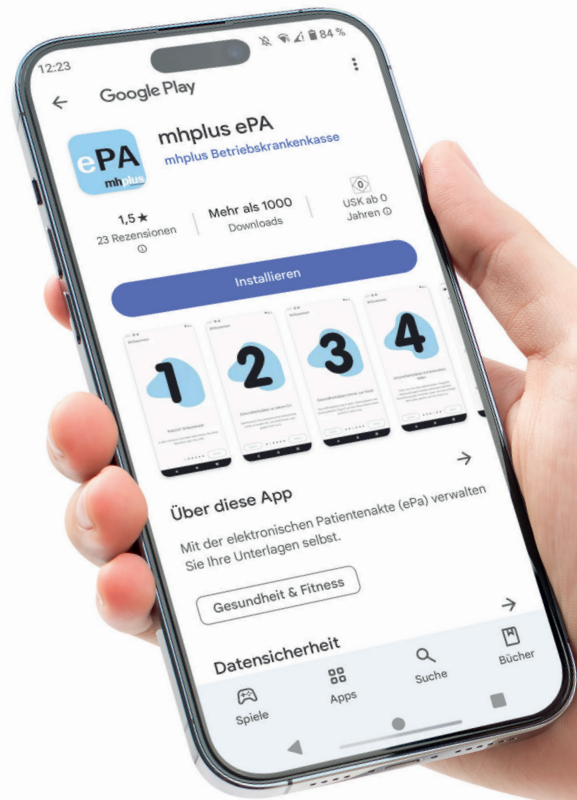 12:23
84 %
Google Play
ePA
mhplus
mhplus ePA
mhplus Betriebskrankenkasse
1,5 ★
23 Rezensionen
Mehr als 1000
Downloads
0
USK ab 0
Jahren
Installieren
1
2
3
4
Über diese App
Mit der elektronischen Patientenakte (ePa) verwalten
Sie Ihre Unterlagen selbst.
Gesundheit & Fitness
Datensicherheit
Spiele
Apps
Suche
Bücher